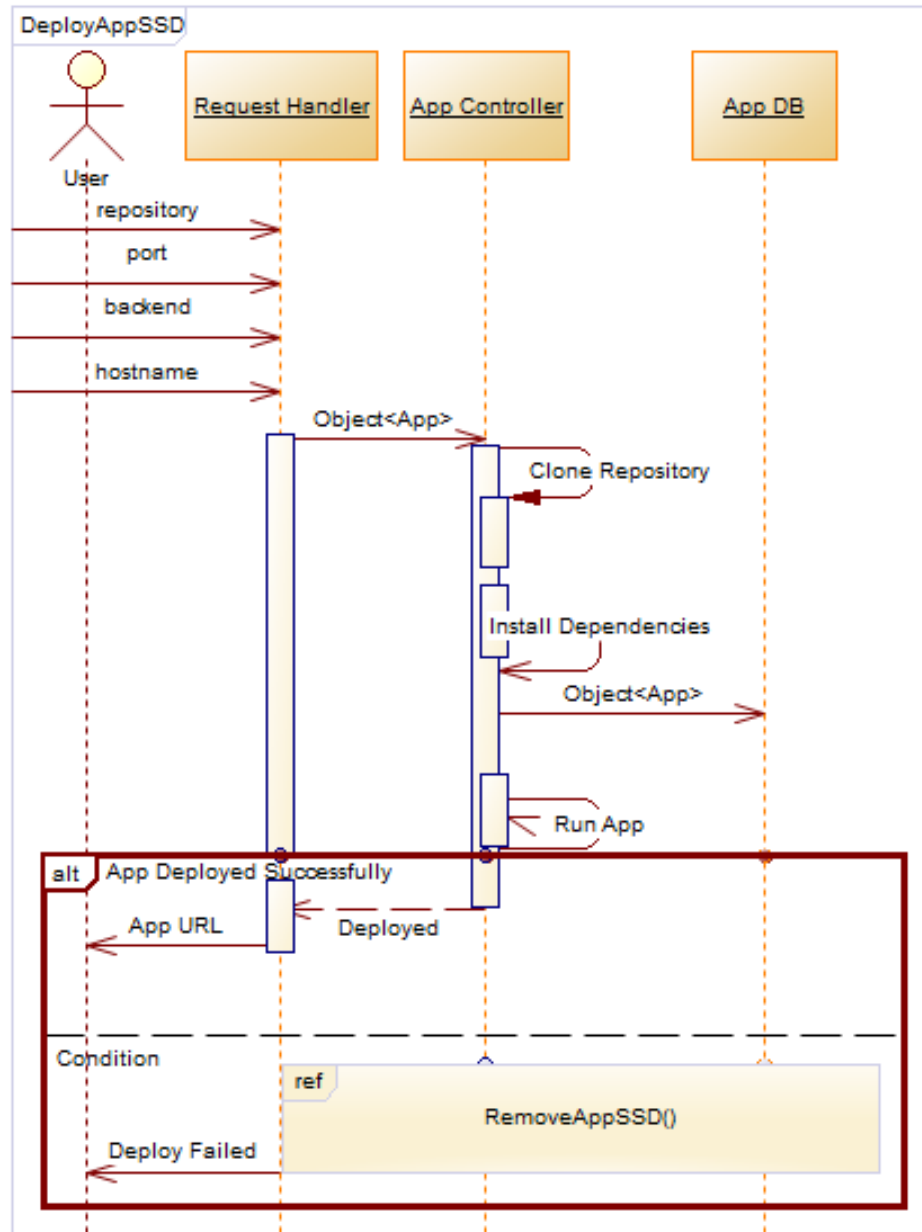 DeployAppSSD
Request Handler
App Controller
App DB
User
repository
port
backend
hostname
Object<App>
Clone Repository
Install Dependencies
Object<App>
Run App
alt
App Deployed Successfully
Deployed
App URL
Condition
ref
RemoveAppSSD()
Deploy Failed